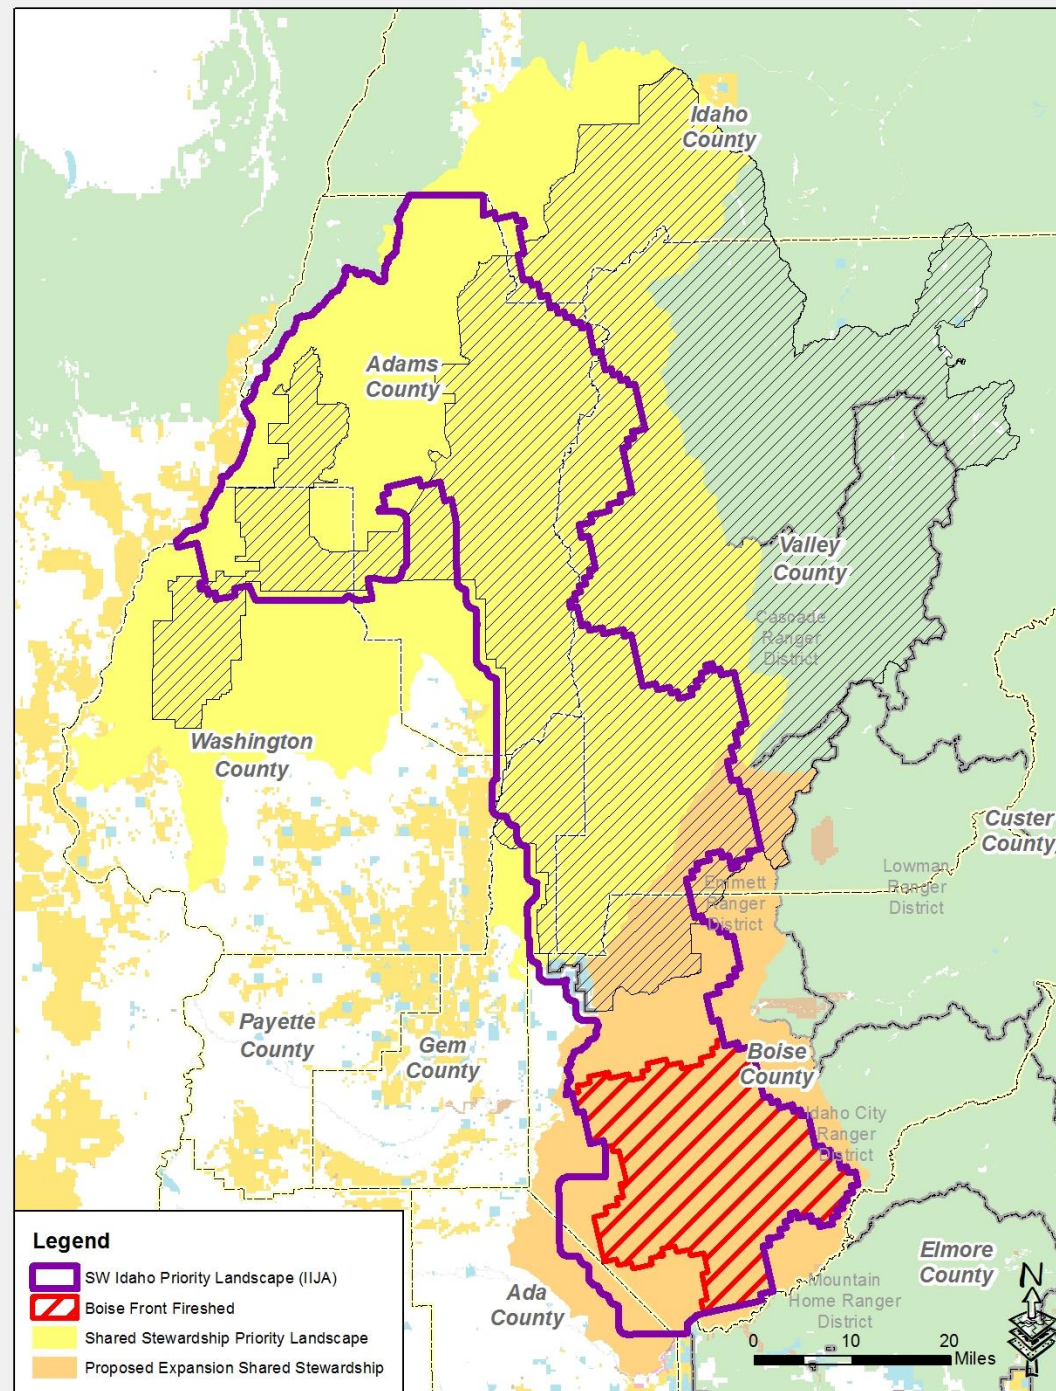 Idaho
County
Adams
County
Valley
County
Cascade
Ranger
District
Washington
County
Custer
County
Lowman
Ranger
District
Emmett
Ranger
District
Payette
County
Gem
County
Boise
County
Idaho City
Ranger
District
Elmore
County
Ada
County
Mountain
Home Ranger
District
N
0 10 20
Miles
Legend
SW Idaho Priority Landscape (IIJA)
Boise Front Fireshed
Shared Stewardship Priority Landscape
Proposed Expansion Shared Stewardship